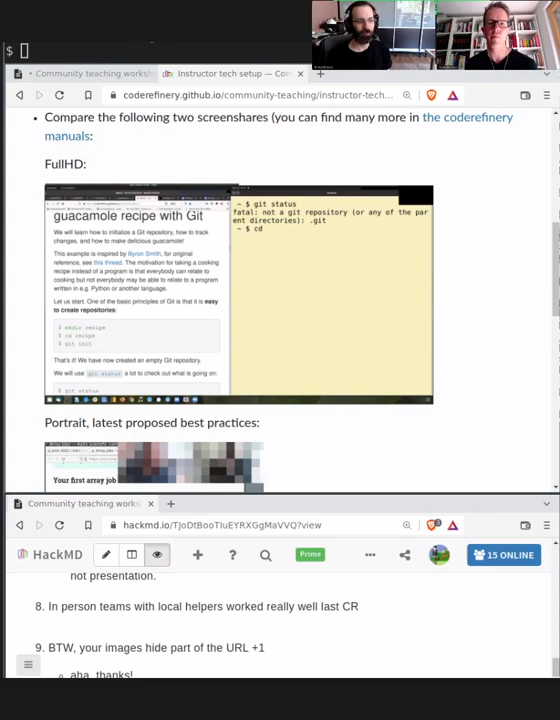 $
Community teaching worksh
Instructor tech setup — Com
coderefinery.github.io/community-teaching/instructor-tech...
Compare the following two screenshares (you can find many more in the coderefinery
manuals:
FullHD:
guacamole recipe with Git
We will learn how to initialize a Git repository, how to track
changes, and how to make delicious guacamole!
This example is inspired by Byron Smith, for original
reference, see this thread. The motivation for taking a cooking
recipe instead of a program is that everybody can relate to
cooking but not everybody may be able to relate to a program
written in e.g. Python or another language.
Let us start. One of the basic principles of Git is that it is easy
to create repositories:
$ mkdir recipe
$ cd recipe
$ git init
That's it! We have now created an empty Git repository.
We will use git status a lot to check out what is going on:
$ git status
~ $ git status
fatal: not a git repository (or any of the par
ent directories): .git
~ $ cd
Portrait, latest proposed best practices:
Your first array job
Community teaching works
hackmd.io/TjoDtBooTIuEYRXGgMaVVQ?view
HackMD
Prime
15 ONLINE
not presentation.
8. In person teams with local helpers worked really well last CR
9. BTW, your images hide part of the URL +1
aha, thanks!